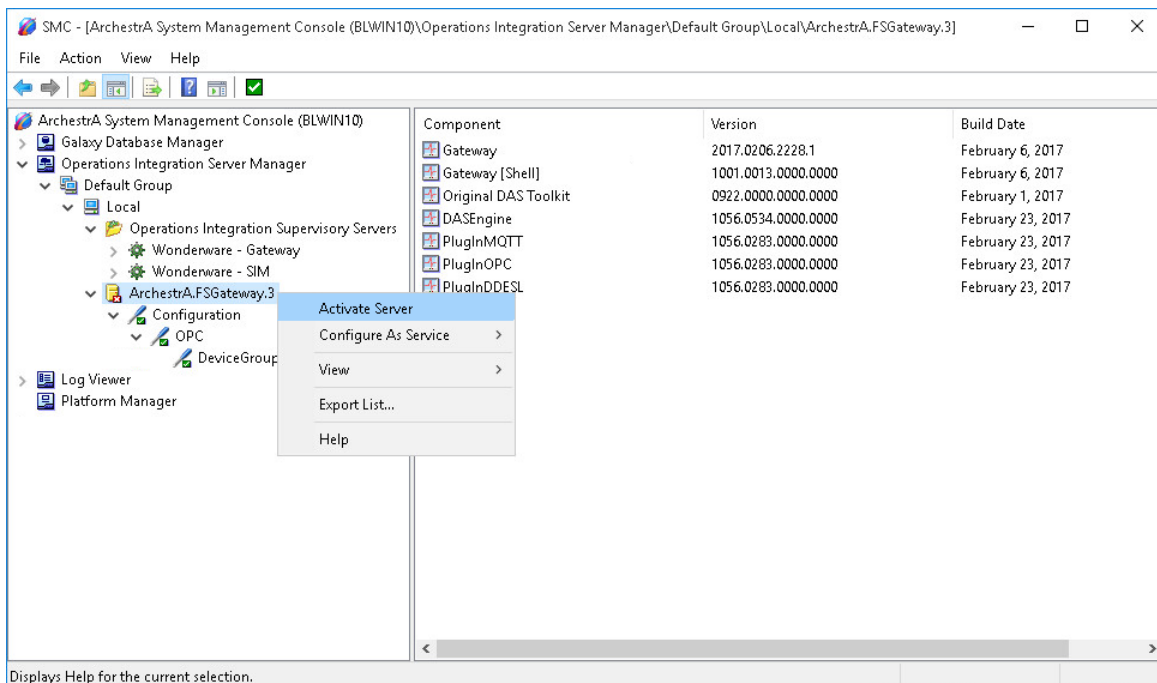 SMC - [ArchestrA System Management Console (BLWIN10)\Operations Integration Server Manager\Default Group\Local\ArchestrA.FSGateway.3]
File Action View Help
ArchestrA System Management Console (BLWIN10)
Galaxy Database Manager
Operations Integration Server Manager
Default Group
Local
Operations Integration Supervisory Servers
Wonderware - Gateway
Wonderware - SIM
ArchestrA.FSGateway.3
Configuration
OPC
DeviceGroup
Log Viewer
Platform Manager
Activate Server
Configure As Service
View
Export List...
Help
Component Version Build Date
Gateway 2017.0206.2228.1 February 6, 2017
Gateway [Shell] 1001.0013.0000.0000 February 6, 2017
Original DAS Toolkit 0922.0000.0000.0000 February 1, 2017
DASEngine 1056.0534.0000.0000 February 23, 2017
PlugInMQTT 1056.0283.0000.0000 February 23, 2017
PlugInOPC 1056.0283.0000.0000 February 23, 2017
PlugInDDESL 1056.0283.0000.0000 February 23, 2017
Displays Help for the current selection.